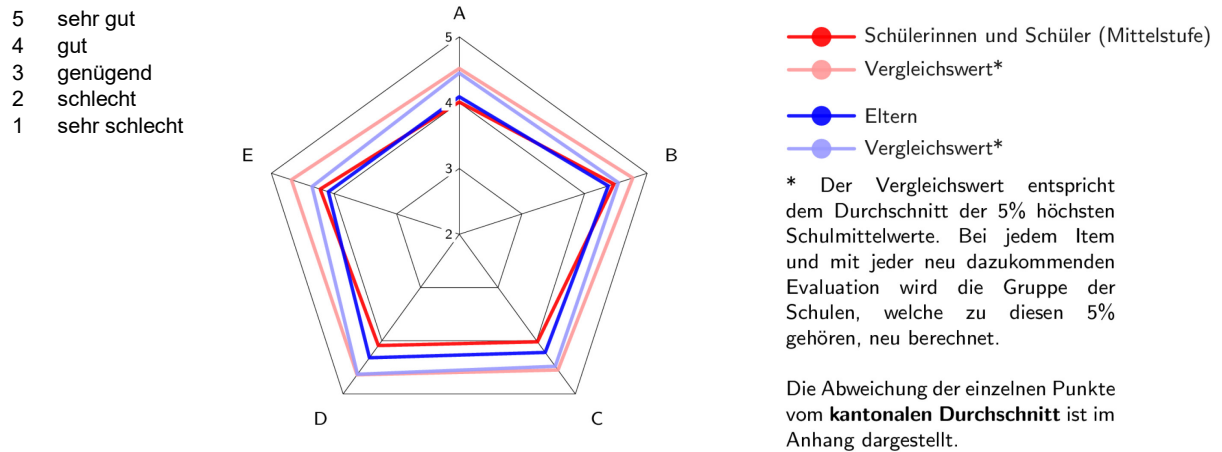 5 sehr gut
4 gut
3 genügend
2 schlecht
1 sehr schlecht
A
5
4
3
2
E
B
D
C
Schülerinnen und Schüler (Mittelstufe)
Vergleichswert*
Eltern
Vergleichswert*
* Der Vergleichswert entspricht
dem Durchschnitt der 5% höchsten
Schulmittelwerte. Bei jedem Item
und mit jeder neu dazukommenden
Evaluation wird die Gruppe der
Schulen, welche zu diesen 5%
gehören, neu berechnet.
Die Abweichung der einzelnen Punkte
vom kantonalen Durchschnitt ist im
Anhang dargestellt.